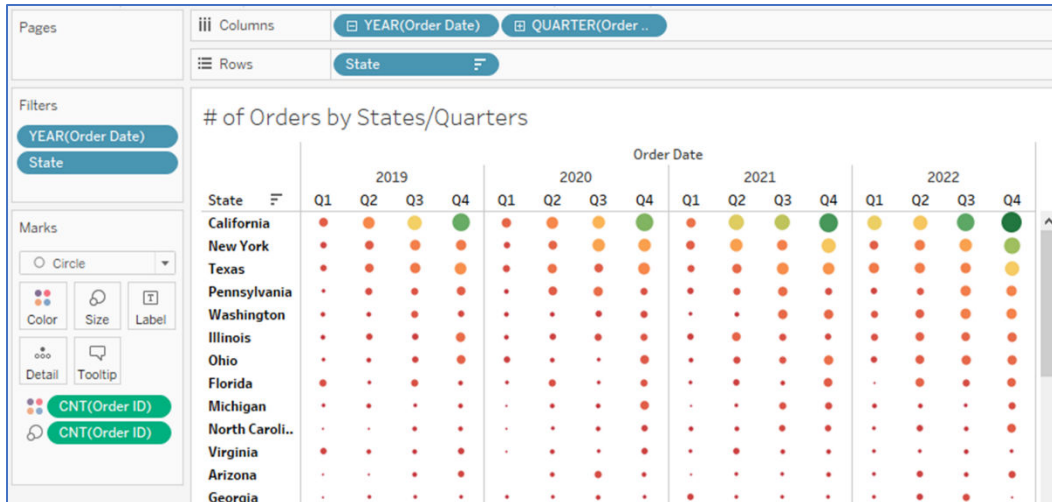 Pages
Columns
YEAR(Order Date)
QUARTER(Order ..
Rows
State
Filters
YEAR(Order Date)
State
Marks
Circle
Color
Size
Label
Detail
Tooltip
CNT(Order ID)
CNT(Order ID)
# of Orders by States/Quarters
Order Date
2019 2020 2021 2022
State Q1 Q2 Q3 Q4 Q1 Q2 Q3 Q4 Q1 Q2 Q3 Q4 Q1 Q2 Q3 Q4
California
New York
Texas
Pennsylvania
Washington
Illinois
Ohio
Florida
Michigan
North Caroli..
Virginia
Arizona
Georgia